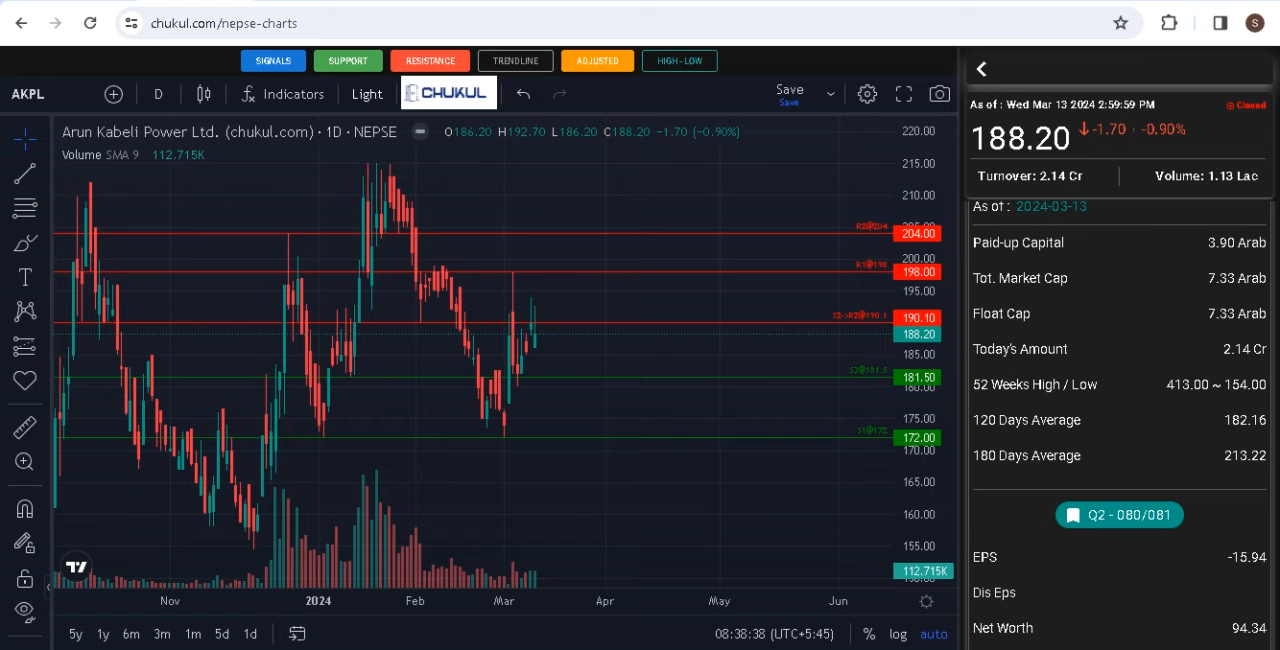 chukul.com/nepse-charts
S
SIGNALS SUPPORT RESISTANCE TRENDLINE ADJUSTED HIGH-LOW
AKPL D Indicators Light CHUKUL Save
Save
Arun Kabeli Power Ltd. (chukul.com) · 1D · NEPSE O186.20 H192.70 L186.20 C188.20 −1.70 (−0.90%)
Volume SMA 9 112.715K
220.00
215.00
210.00
205.00
R2@204 204.00
200.00
R1@198 198.00
195.00
S2->R2@190.1 190.10
188.20
185.00
S3@181.5 181.50
180.00
175.00
S1@172 172.00
170.00
165.00
160.00
155.00
112.715K
150.00
Nov 2024 Feb Mar Apr May Jun
5y 1y 6m 3m 1m 5d 1d 08:38:38 (UTC+5:45) % log auto
As of : Wed Mar 13 2024 2:59:59 PM Closed
188.20 -1.70 · -0.90%
Turnover: 2.14 Cr Volume: 1.13 Lac
As of : 2024-03-13
Paid-up Capital 3.90 Arab
Tot. Market Cap 7.33 Arab
Float Cap 7.33 Arab
Today's Amount 2.14 Cr
52 Weeks High / Low 413.00 ~ 154.00
120 Days Average 182.16
180 Days Average 213.22
Q2 - 080/081
EPS -15.94
Dis Eps
Net Worth 94.34